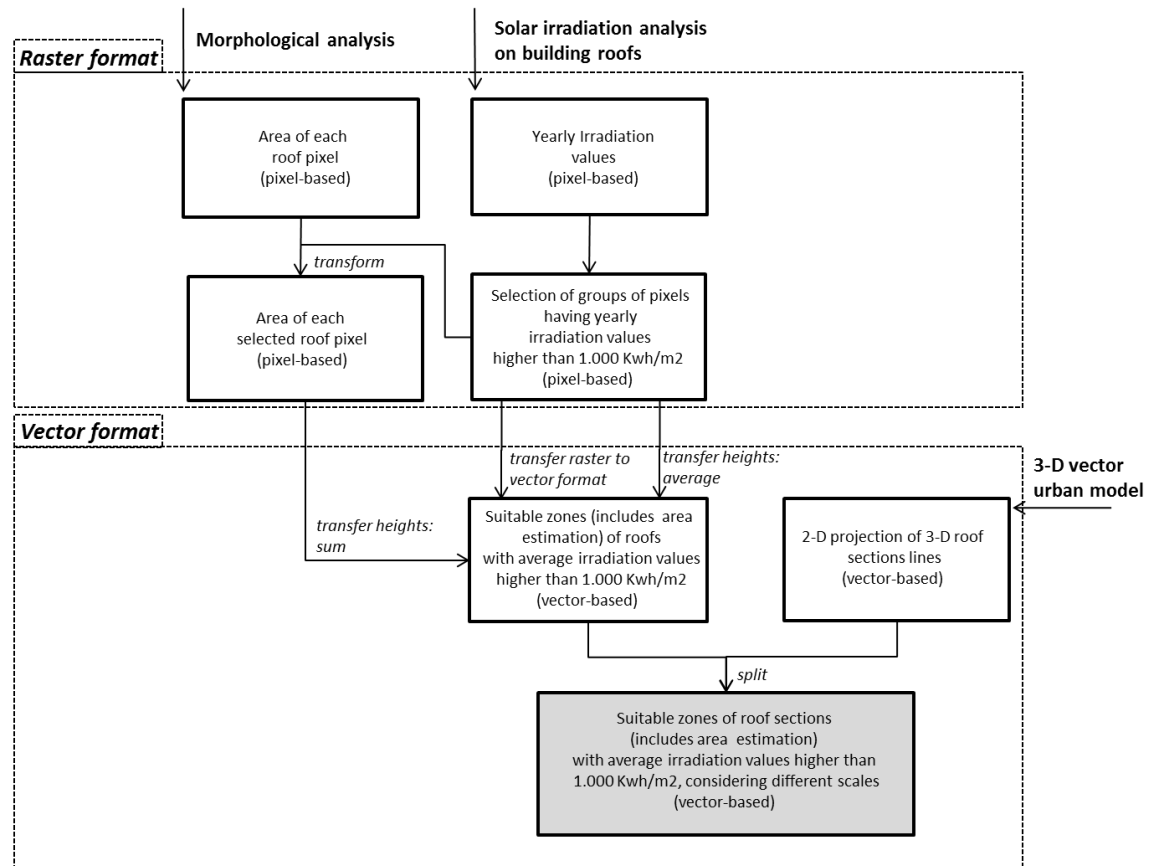 Morphological analysis
Solar irradiation analysis
on building roofs
Raster format
Area of each
roof pixel
(pixel-based)
Yearly Irradiation
values
(pixel-based)
transform
Area of each
selected roof pixel
(pixel-based)
Selection of groups of pixels
having yearly
irradiation values
higher than 1.000 Kwh/m2
(pixel-based)
Vector format
transfer raster to
vector format
transfer heights:
average
3-D vector
urban model
transfer heights:
sum
Suitable zones (includes area
estimation) of roofs
with average irradiation values
higher than 1.000 Kwh/m2
(vector-based)
2-D projection of 3-D roof
sections lines
(vector-based)
split
Suitable zones of roof sections
(includes area estimation)
with average irradiation values higher than
1.000 Kwh/m2, considering different scales
(vector-based)